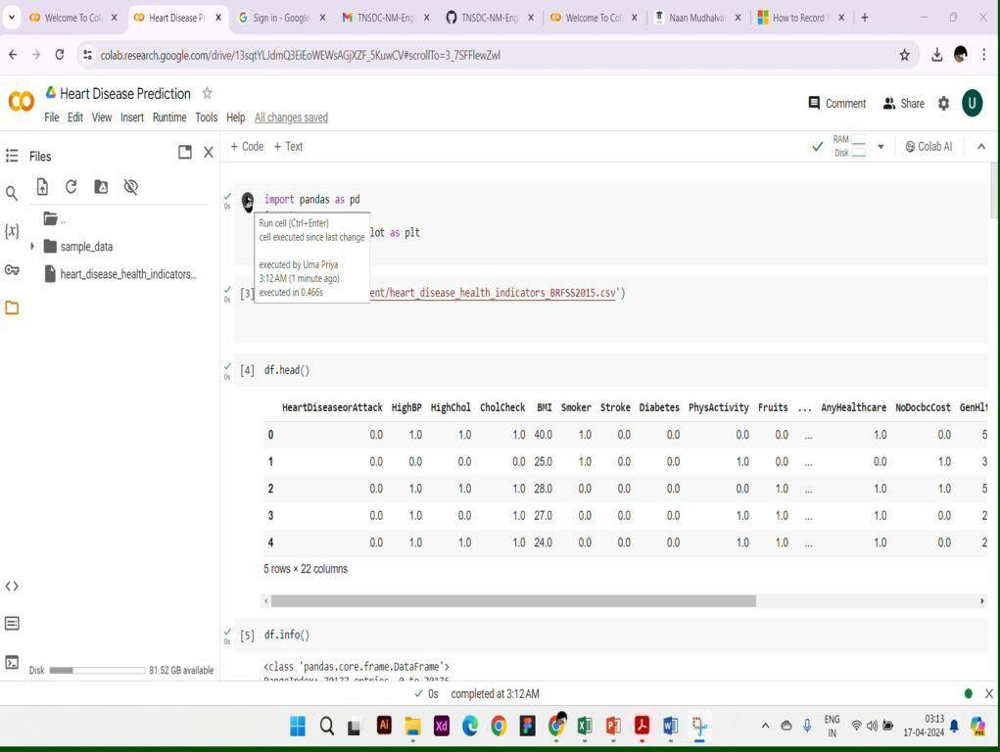 Welcome To Col
Heart Disease Pr
Sign in - Google
TNSDC-NM-Eng
TNSDC-NM-Eng
Welcome To Col
Naan Mudhalvan
How to Record
colab.research.google.com/drive/13sqtYLJdmQ3EiEoWEWsAGjXZF_5KuwCV#scrollTo=3_7SFFlewZwl
Heart Disease Prediction
Comment
Share
U
File Edit View Insert Runtime Tools Help All changes saved
Files
+ Code + Text
RAM
Disk
Colab AI
..
sample_data
heart_disease_health_indicators...
{x}
0s
import pandas as pd
lot as plt
Run cell (Ctrl+Enter)
cell executed since last change
executed by Uma Priya
3:12 AM (1 minute ago)
executed in 0.466s
0s
[3]
ent/heart_disease_health_indicators_BRFSS2015.csv')
0s
[4] df.head()
HeartDiseaseorAttack HighBP HighChol CholCheck BMI Smoker Stroke Diabetes PhysActivity Fruits ... AnyHealthcare NoDocbcCost GenHlt
0 0.0 1.0 1.0 1.0 40.0 1.0 0.0 0.0 0.0 0.0 ... 1.0 0.0 5
1 0.0 0.0 0.0 0.0 25.0 1.0 0.0 0.0 1.0 0.0 ... 0.0 1.0 3
2 0.0 1.0 1.0 1.0 28.0 0.0 0.0 0.0 0.0 1.0 ... 1.0 1.0 5
3 0.0 1.0 0.0 1.0 27.0 0.0 0.0 0.0 1.0 1.0 ... 1.0 0.0 2
4 0.0 1.0 1.0 1.0 24.0 0.0 0.0 0.0 1.0 1.0 ... 1.0 0.0 2
5 rows × 22 columns
0s
[5] df.info()
<class 'pandas.core.frame.DataFrame'>
Disk
81.52 GB available
0s completed at 3:12 AM
Ai
Xd
ENG
IN
03:13
17-04-2024